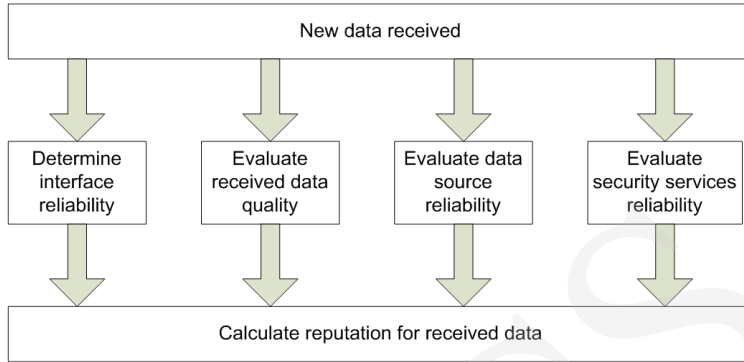 New data received
Determine
interface
reliability
Evaluate
received data
quality
Evaluate data
source
reliability
Evaluate
security services
reliability
Calculate reputation for received data